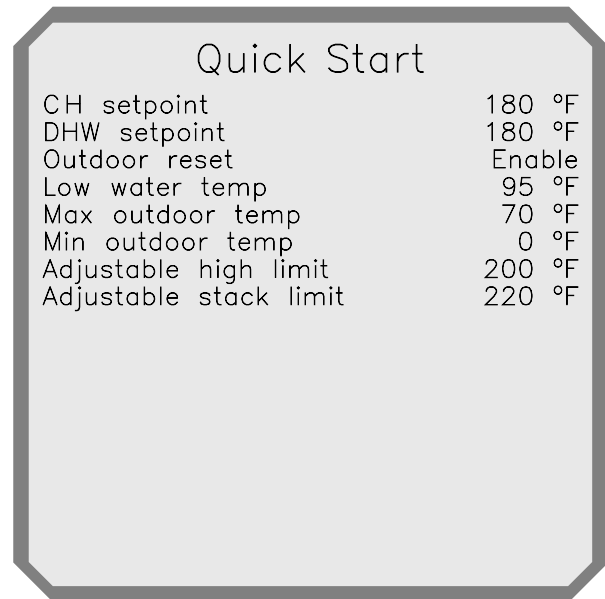 Quick Start
CH setpoint 180 °F
DHW setpoint 180 °F
Outdoor reset Enable
Low water temp 95 °F
Max outdoor temp 70 °F
Min outdoor temp 0 °F
Adjustable high limit 200 °F
Adjustable stack limit 220 °F